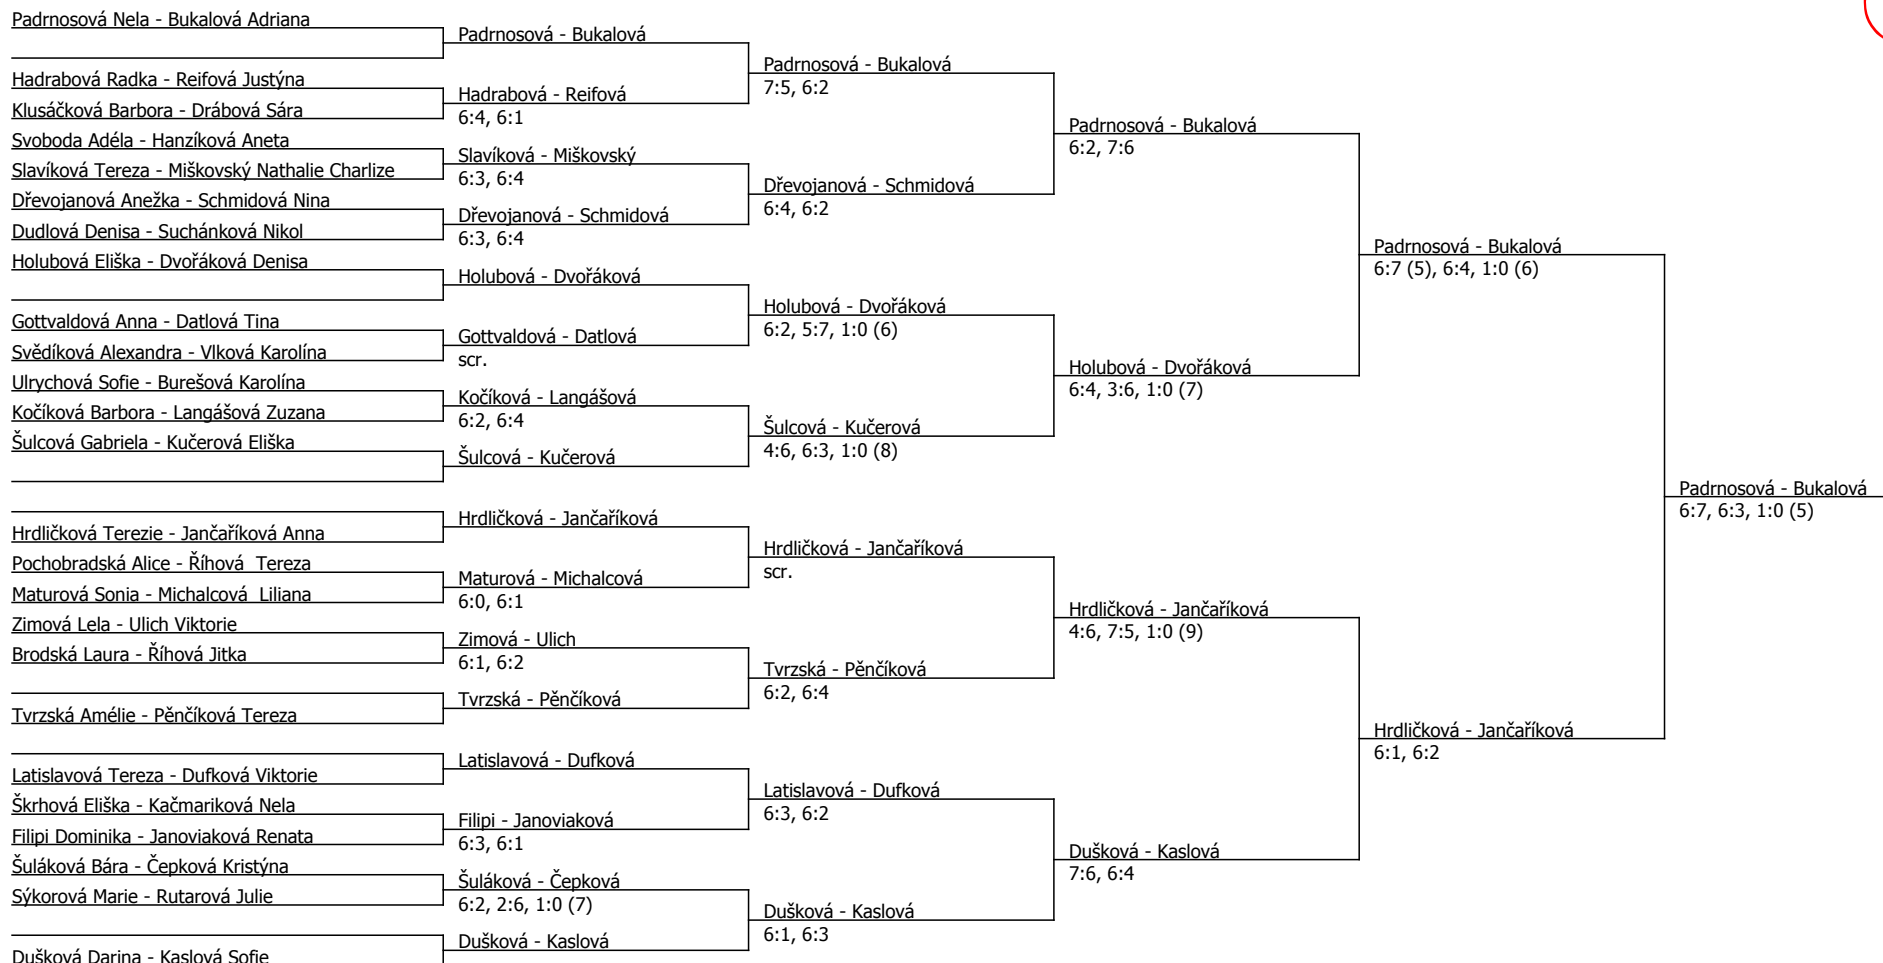 Padrnosová Nela - Bukalová Adriana
Hadrabová Radka - Reifová Justýna
Klusáčková Barbora - Drábová Sára
Svoboda Adéla - Hanzíková Aneta
Slavíková Tereza - Miškovský Nathalie Charlize
Dřevojanová Anežka - Schmidová Nina
Dudlová Denisa - Suchánková Nikol
Holubová Eliška - Dvořáková Denisa
Gottvaldová Anna - Datlová Tina
Svědíková Alexandra - Vlková Karolína
Ulrychová Sofie - Burešová Karolína
Kočíková Barbora - Langášová Zuzana
Šulcová Gabriela - Kučerová Eliška
Hrdličková Terezie - Jančaříková Anna
Pochobradská Alice - Říhová  Tereza
Maturová Sonia - Michalcová  Liliana
Zimová Lela - Ulich Viktorie
Brodská Laura - Říhová Jitka
Tvrzská Amélie - Pěnčíková Tereza
Latislavová Tereza - Dufková Viktorie
Škrhová Eliška - Kačmariková Nela
Filipi Dominika - Janoviaková Renata
Šuláková Bára - Čepková Kristýna
Sýkorová Marie - Rutarová Julie
Dušková Darina - Kaslová Sofie
Padrnosová - Bukalová
Hadrabová - Reifová
6:4, 6:1
Slavíková - Miškovský
6:3, 6:4
Dřevojanová - Schmidová
6:3, 6:4
Holubová - Dvořáková
Gottvaldová - Datlová
scr.
Kočíková - Langášová
6:2, 6:4
Šulcová - Kučerová
Hrdličková - Jančaříková
Maturová - Michalcová
6:0, 6:1
Zimová - Ulich
6:1, 6:2
Tvrzská - Pěnčíková
Latislavová - Dufková
Filipi - Janoviaková
6:3, 6:1
Šuláková - Čepková
6:2, 2:6, 1:0 (7)
Dušková - Kaslová
Padrnosová - Bukalová
7:5, 6:2
Dřevojanová - Schmidová
6:4, 6:2
Holubová - Dvořáková
6:2, 5:7, 1:0 (6)
Šulcová - Kučerová
4:6, 6:3, 1:0 (8)
Hrdličková - Jančaříková
scr.
Tvrzská - Pěnčíková
6:2, 6:4
Latislavová - Dufková
6:3, 6:2
Dušková - Kaslová
6:1, 6:3
Padrnosová - Bukalová
6:2, 7:6
Holubová - Dvořáková
6:4, 3:6, 1:0 (7)
Hrdličková - Jančaříková
4:6, 7:5, 1:0 (9)
Dušková - Kaslová
7:6, 6:4
Padrnosová - Bukalová
6:7 (5), 6:4, 1:0 (6)
Hrdličková - Jančaříková
6:1, 6:2
Padrnosová - Bukalová
6:7, 6:3, 1:0 (5)